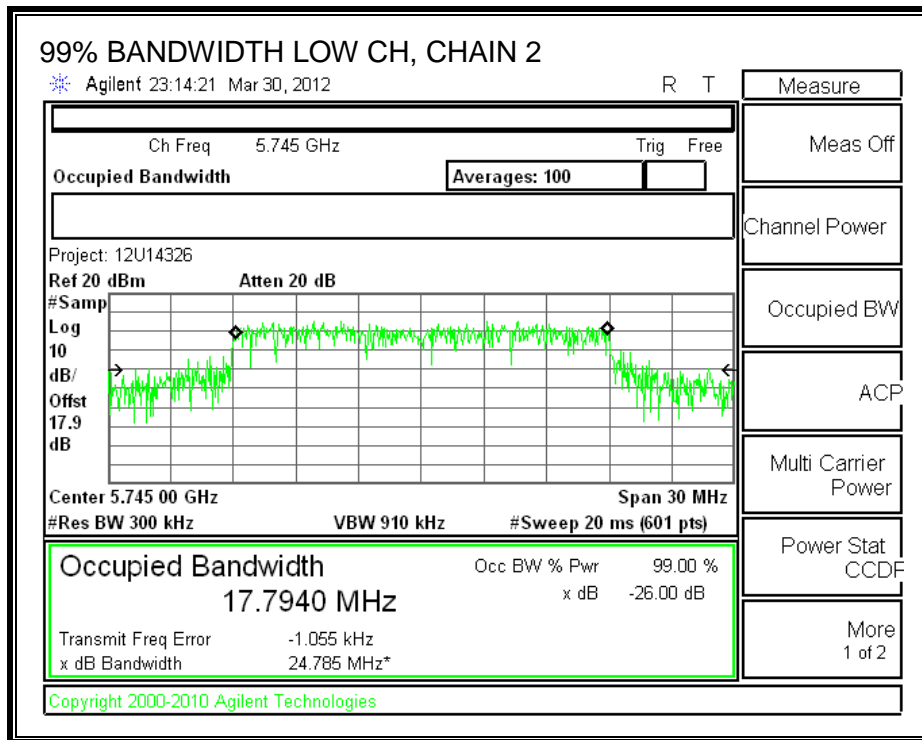 99% BANDWIDTH LOW CH, CHAIN 2
Agilent 23:14:21 Mar 30, 2012 R T
Measure
Ch Freq 5.745 GHz Trig Free
Meas Off
Occupied Bandwidth Averages: 100
Channel Power
Project: 12U14326
Ref 20 dBm Atten 20 dB
#Samp
Log
10
dB/
Offst
17.9
dB
Occupied BW
ACP
Multi Carrier
Power
Center 5.745 00 GHz Span 30 MHz
#Res BW 300 kHz VBW 910 kHz #Sweep 20 ms (601 pts)
Power Stat
CCDF
Occupied Bandwidth Occ BW % Pwr 99.00 %
17.7940 MHz x dB -26.00 dB
Transmit Freq Error -1.055 kHz
x dB Bandwidth 24.785 MHz*
More
1 of 2
Copyright 2000-2010 Agilent Technologies